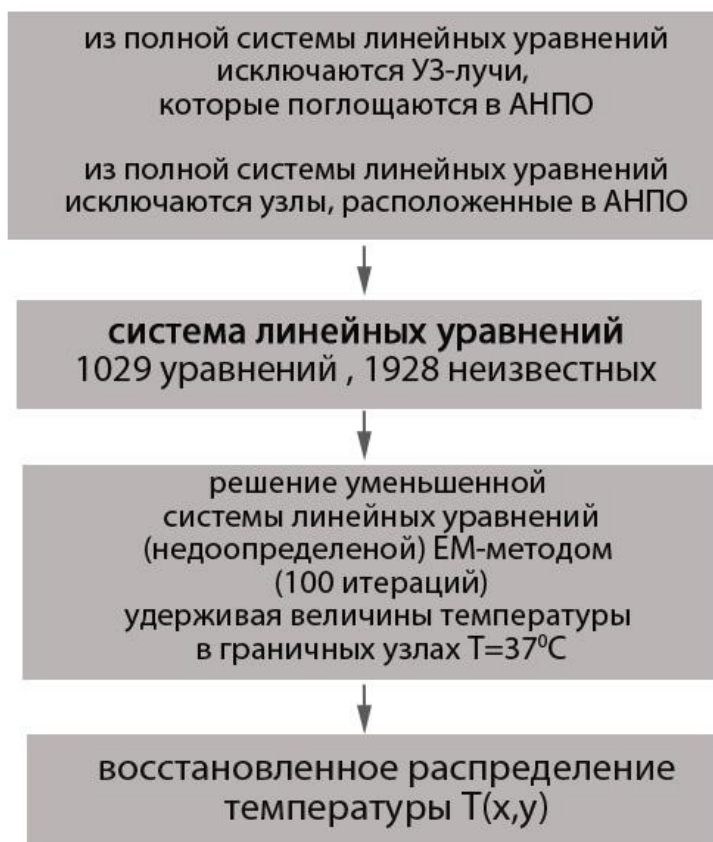 из полной системы линейных уравнений
исключаются УЗ-лучи,
которые поглощаются в АНПО
из полной системы линейных уравнений
исключаются узлы, расположенные в АНПО
система линейных уравнений
1029 уравнений , 1928 неизвестных
решение уменьшенной
системы линейных уравнений
(недоопределеной) ЕМ-методом
(100 итераций)
удерживая величины температуры
в граничных узлах T=37⁰C
восстановленное распределение
температуры T(x,y)